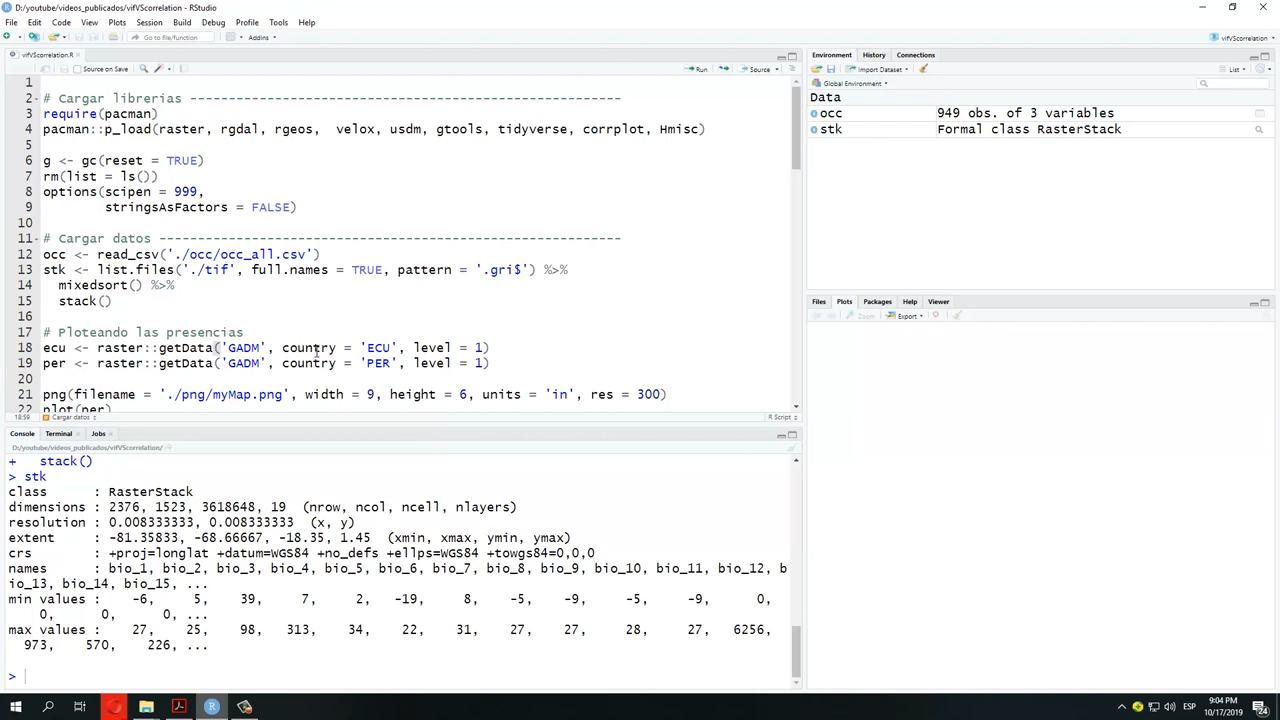 D:/youtube/videos_publicados/vifVScorrelation - RStudio
File Edit Code View Plots Session Build Debug Profile Tools Help
Go to file/function Addins vifVScorrelation
vifVScorrelation.R
Source on Save Run Source
1
2 # Cargar librerias ------------------------------------------------------
3 require(pacman)
4 pacman::p_load(raster, rgdal, rgeos, velox, usdm, gtools, tidyverse, corrplot, Hmisc)
5
6 g <- gc(reset = TRUE)
7 rm(list = ls())
8 options(scipen = 999,
9 stringsAsFactors = FALSE)
10
11 # Cargar datos ----------------------------------------------------------
12 occ <- read_csv('./occ/occ_all.csv')
13 stk <- list.files('./tif', full.names = TRUE, pattern = '.gri$') %>%
14 mixedsort() %>%
15 stack()
16
17 # Ploteando las presencias
18 ecu <- raster::getData('GADM', country = 'ECU', level = 1)
19 per <- raster::getData('GADM', country = 'PER', level = 1)
20
21 png(filename = './png/myMap.png', width = 9, height = 6, units = 'in', res = 300)
22 plot(per)
18:59 Cargar datos R Script
Console Terminal Jobs
D:/youtube/videos_publicados/vifVScorrelation/
+ stack()
> stk
class : RasterStack
dimensions : 2376, 1523, 3618648, 19 (nrow, ncol, ncell, nlayers)
resolution : 0.008333333, 0.008333333 (x, y)
extent : -81.35833, -68.66667, -18.35, 1.45 (xmin, xmax, ymin, ymax)
crs : +proj=longlat +datum=WGS84 +no_defs +ellps=WGS84 +towgs84=0,0,0
names : bio_1, bio_2, bio_3, bio_4, bio_5, bio_6, bio_7, bio_8, bio_9, bio_10, bio_11, bio_12, b
io_13, bio_14, bio_15, ...
min values : -6, 5, 39, 7, 2, -19, 8, -5, -9, -5, -9, 0,
0, 0, 0, ...
max values : 27, 25, 98, 313, 34, 22, 31, 27, 27, 28, 27, 6256,
973, 570, 226, ...
>
Environment History Connections
Import Dataset List
Global Environment
Data
occ 949 obs. of 3 variables
stk Formal class RasterStack
Files Plots Packages Help Viewer
Zoom Export
ESP
9:04 PM
10/17/2019
24